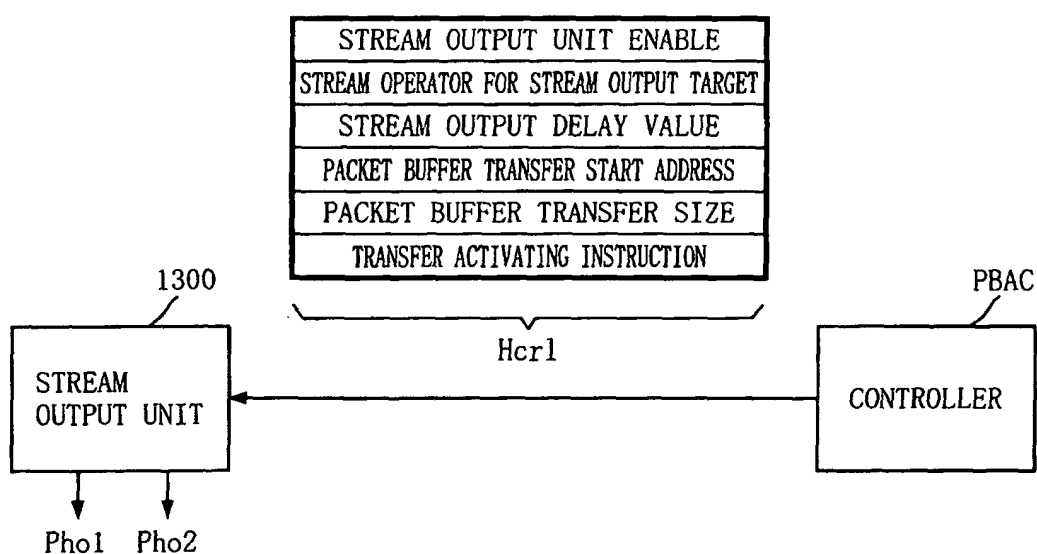 STREAM OUTPUT UNIT ENABLE
STREAM OPERATOR FOR STREAM OUTPUT TARGET
STREAM OUTPUT DELAY VALUE
PACKET BUFFER TRANSFER START ADDRESS
PACKET BUFFER TRANSFER SIZE
TRANSFER ACTIVATING INSTRUCTION
1300
PBAC
Hcr1
STREAM
OUTPUT UNIT
CONTROLLER
Pho1 Pho2